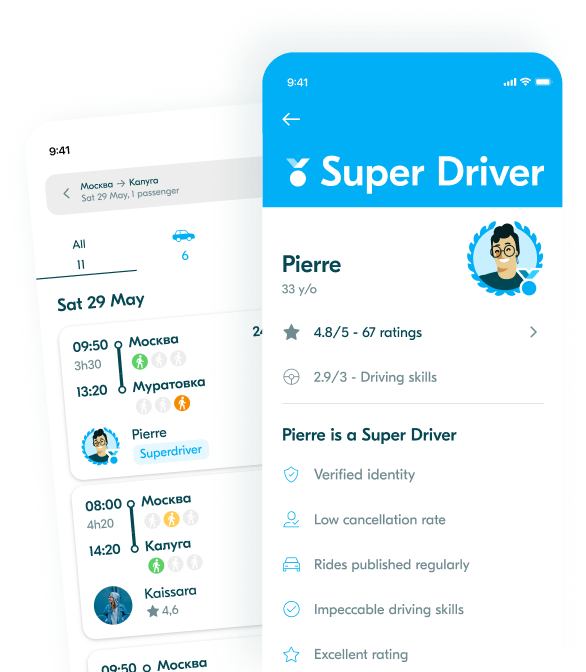 9:41
Москва → Калуга
Sat 29 May, 1 passenger
All
11
6
Sat 29 May
09:50 Москва
3h30
13:20 Муратовка
Pierre
Superdriver
08:00 Москва
4h20
14:20 Калуга
Kaissara
4,6
09:50 Москва
9:41
Super Driver
Pierre
33 y/o
4.8/5 - 67 ratings
2.9/3 - Driving skills
Pierre is a Super Driver
Verified identity
Low cancellation rate
Rides published regularly
Impeccable driving skills
Excellent rating